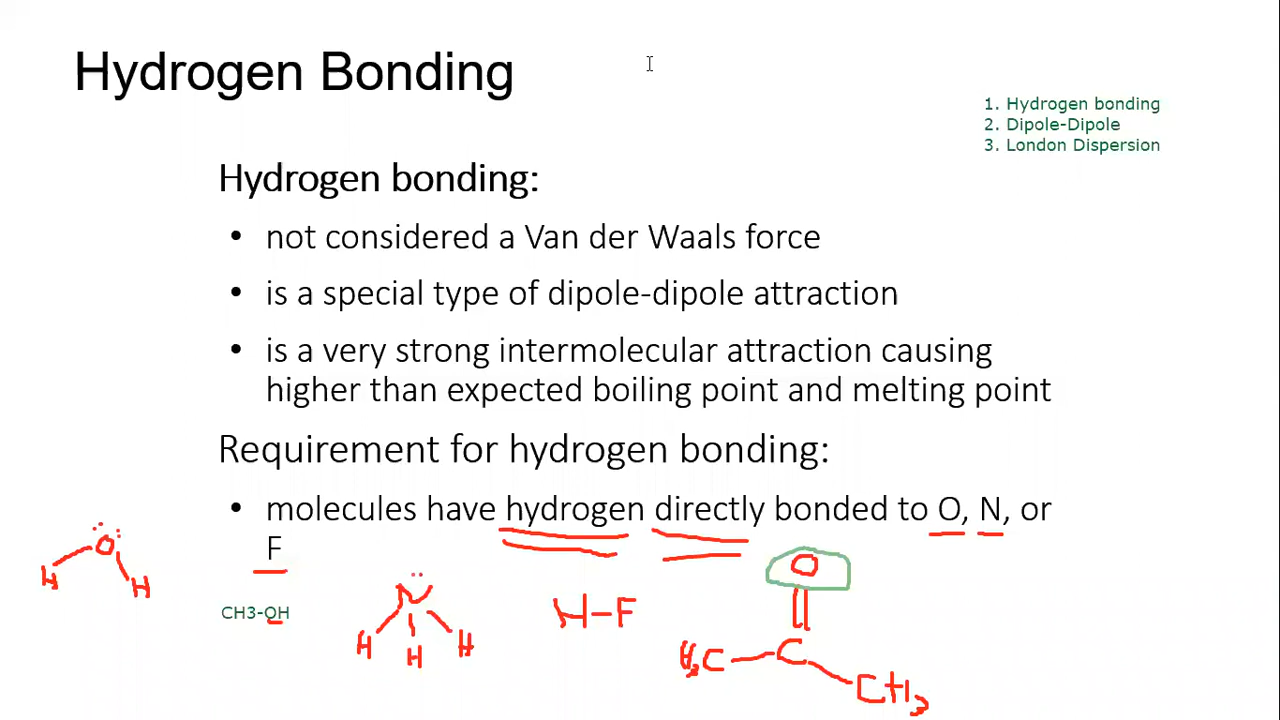 Hydrogen Bonding
1. Hydrogen bonding
2. Dipole-Dipole
3. London Dispersion
Hydrogen bonding:
• not considered a Van der Waals force
• is a special type of dipole-dipole attraction
• is a very strong intermolecular attraction causing
higher than expected boiling point and melting point
Requirement for hydrogen bonding:
• molecules have hydrogen directly bonded to O, N, or
F
O
H H
CH3-OH
N
H H H
H-F
O
H3C C
CH3